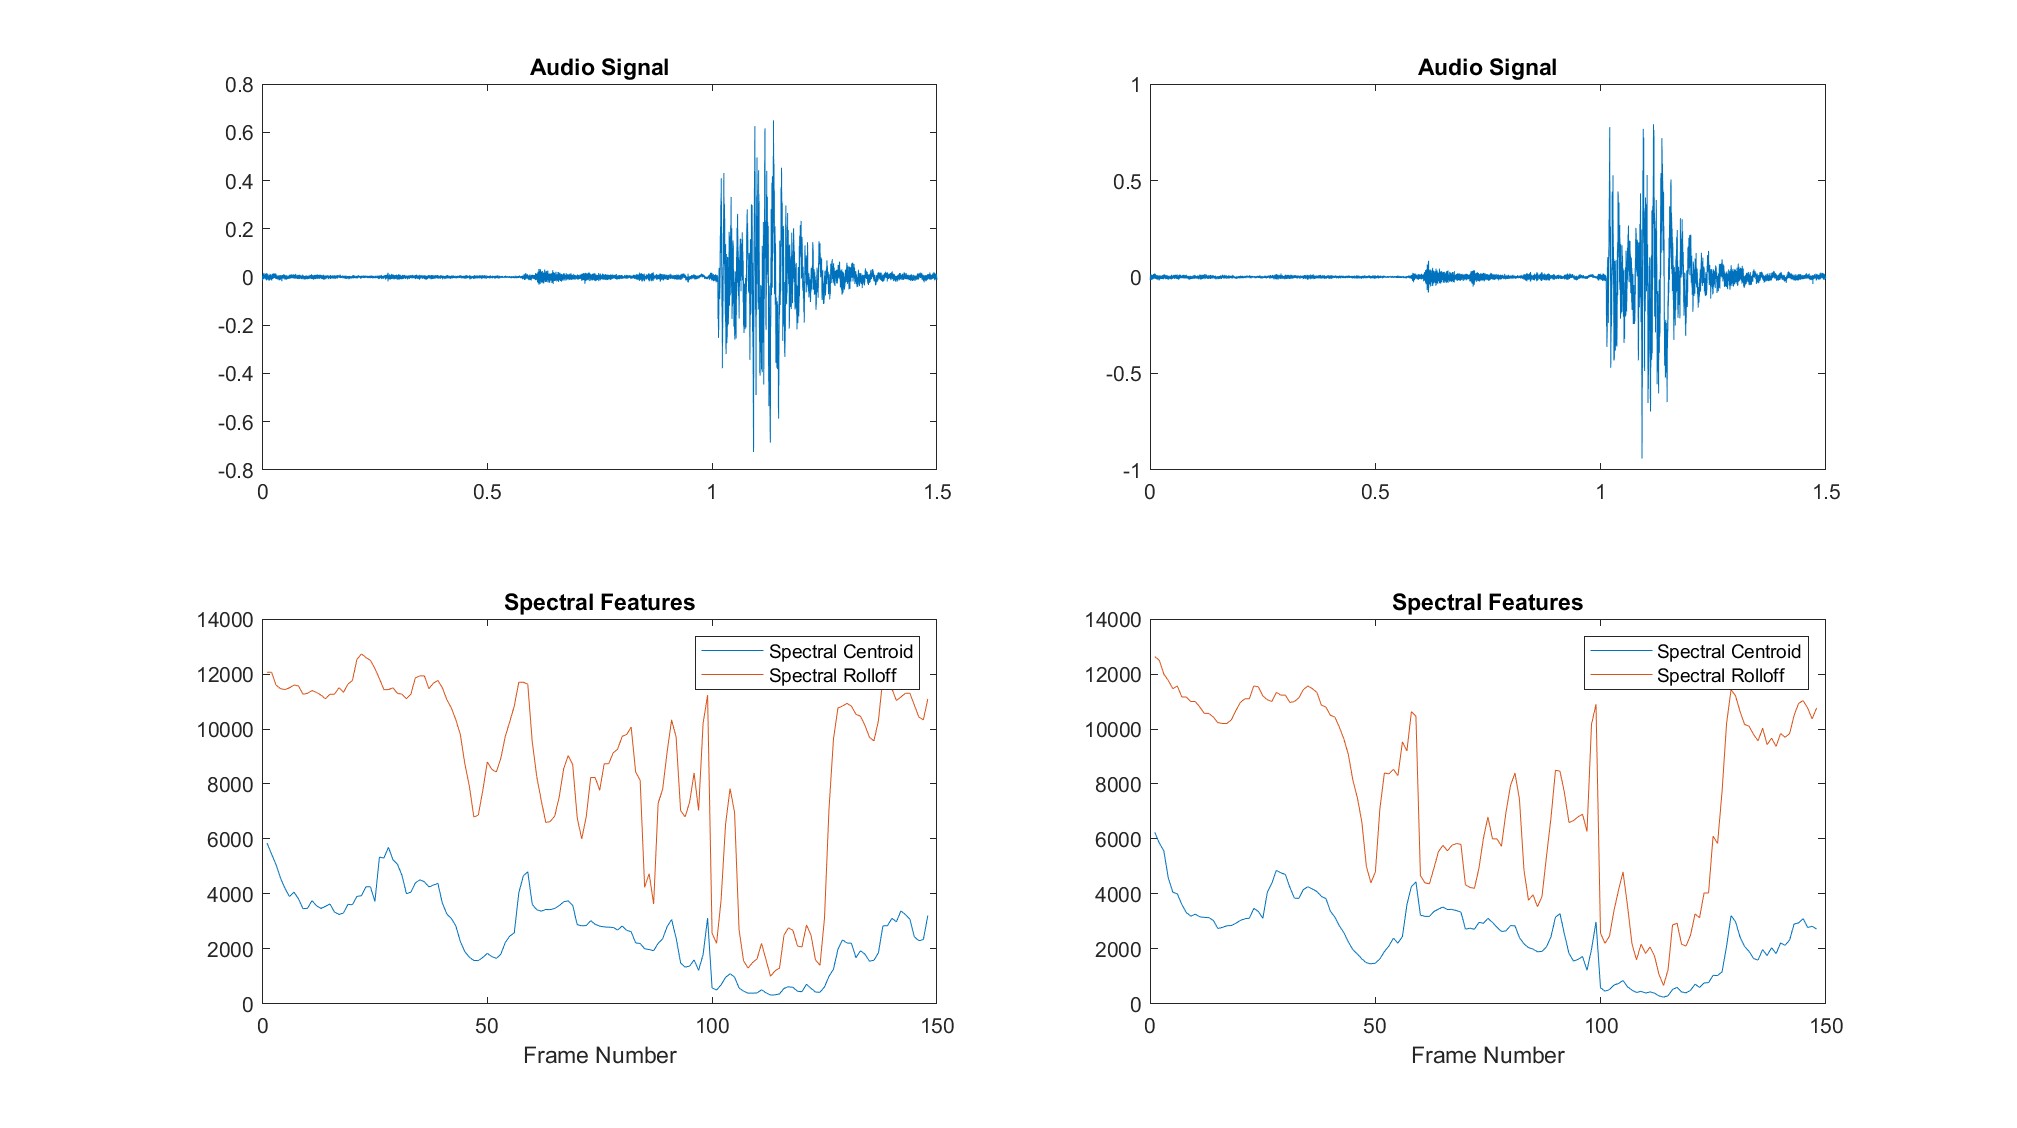 Audio Signal
0.8
0.6
0.4
0.2
0
-0.2
-0.4
-0.6
-0.8
0 0.5 1 1.5
Audio Signal
1
0.5
0
-0.5
-1
0 0.5 1 1.5
Spectral Features
14000
12000
10000
8000
6000
4000
2000
0
Spectral Centroid
Spectral Rolloff
0 50 100 150
Frame Number
Spectral Features
14000
12000
10000
8000
6000
4000
2000
0
Spectral Centroid
Spectral Rolloff
0 50 100 150
Frame Number